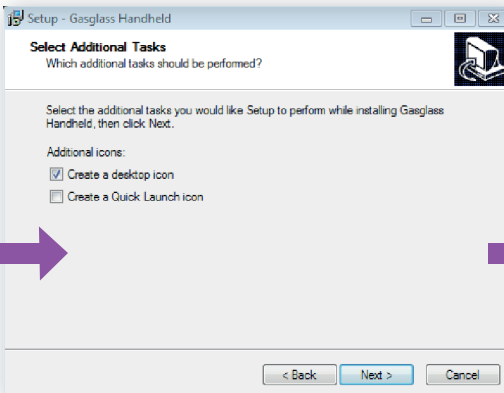 Setup - Gasglass Handheld
Select Additional Tasks
Which additional tasks should be performed?
Select the additional tasks you would like Setup to perform while installing Gasglass
Handheld, then click Next.
Additional icons:
Create a desktop icon
Create a Quick Launch icon
< Back Next > Cancel